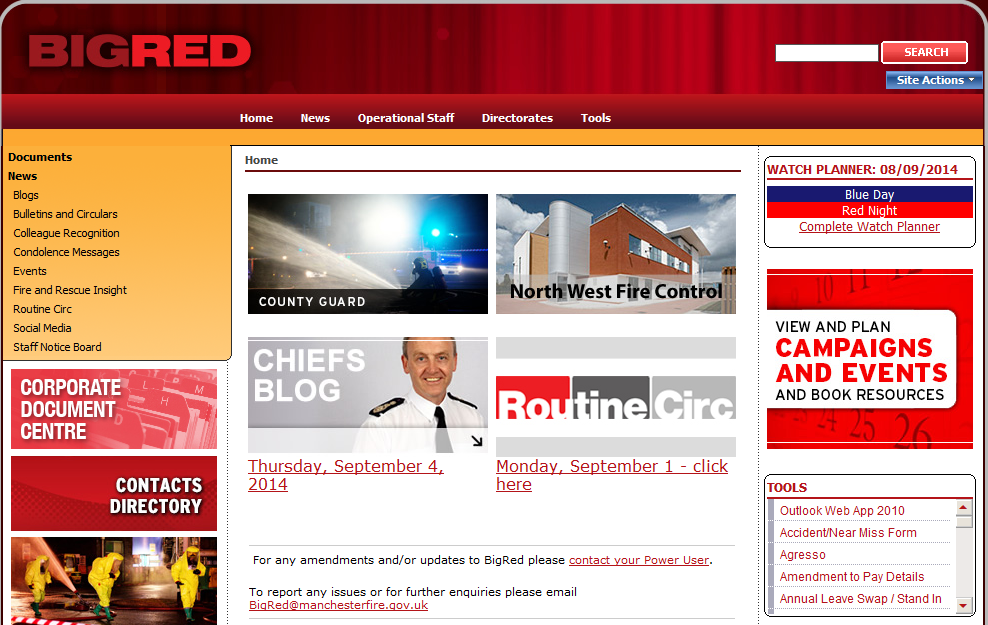 BIGRED
SEARCH
Site Actions
Home News Operational Staff Directorates Tools
Documents
News
Blogs
Bulletins and Circulars
Colleague Recognition
Condolence Messages
Events
Fire and Rescue Insight
Routine Circ
Social Media
Staff Notice Board
CORPORATE
DOCUMENT
CENTRE
CONTACTS
DIRECTORY
Home
COUNTY GUARD
North West Fire Control
CHIEFS
BLOG
Thursday, September 4,
2014
Routine Circ
Monday, September 1 - click
here
For any amendments and/or updates to BigRed please contact your Power User.
To report any issues or for further enquiries please email
BigRed@manchesterfire.gov.uk
WATCH PLANNER: 08/09/2014
Blue Day
Red Night
Complete Watch Planner
10 11
VIEW AND PLAN
CAMPAIGNS
AND EVENTS
AND BOOK RESOURCES
24 25 26
TOOLS
Outlook Web App 2010
Accident/Near Miss Form
Agresso
Amendment to Pay Details
Annual Leave Swap / Stand In